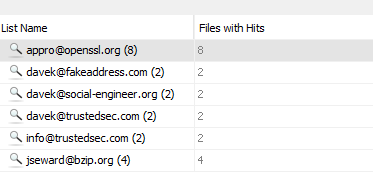 List Name Files with Hits
appro@openssl.org (8) 8
davek@fakeaddress.com (2) 2
davek@social-engineer.org (2) 2
davek@trustedsec.com (2) 2
info@trustedsec.com (2) 2
jseward@bzip.org (4) 4